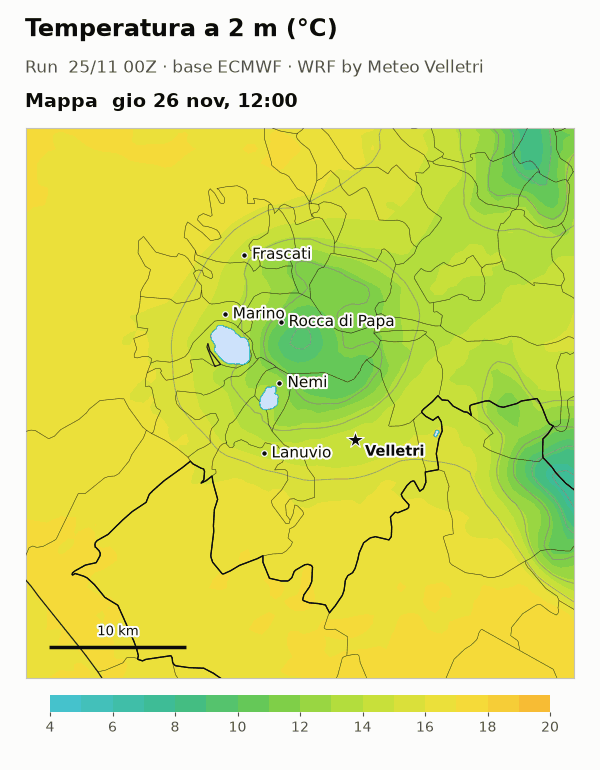 Temperatura a 2 m (°C)
Run 25/11 00Z · base ECMWF · WRF by Meteo Velletri
Mappa gio 26 nov, 12:00
Frascati
Marino
Rocca di Papa
Nemi
Velletri
Lanuvio
10 km
4 6 8 10 12 14 16 18 20